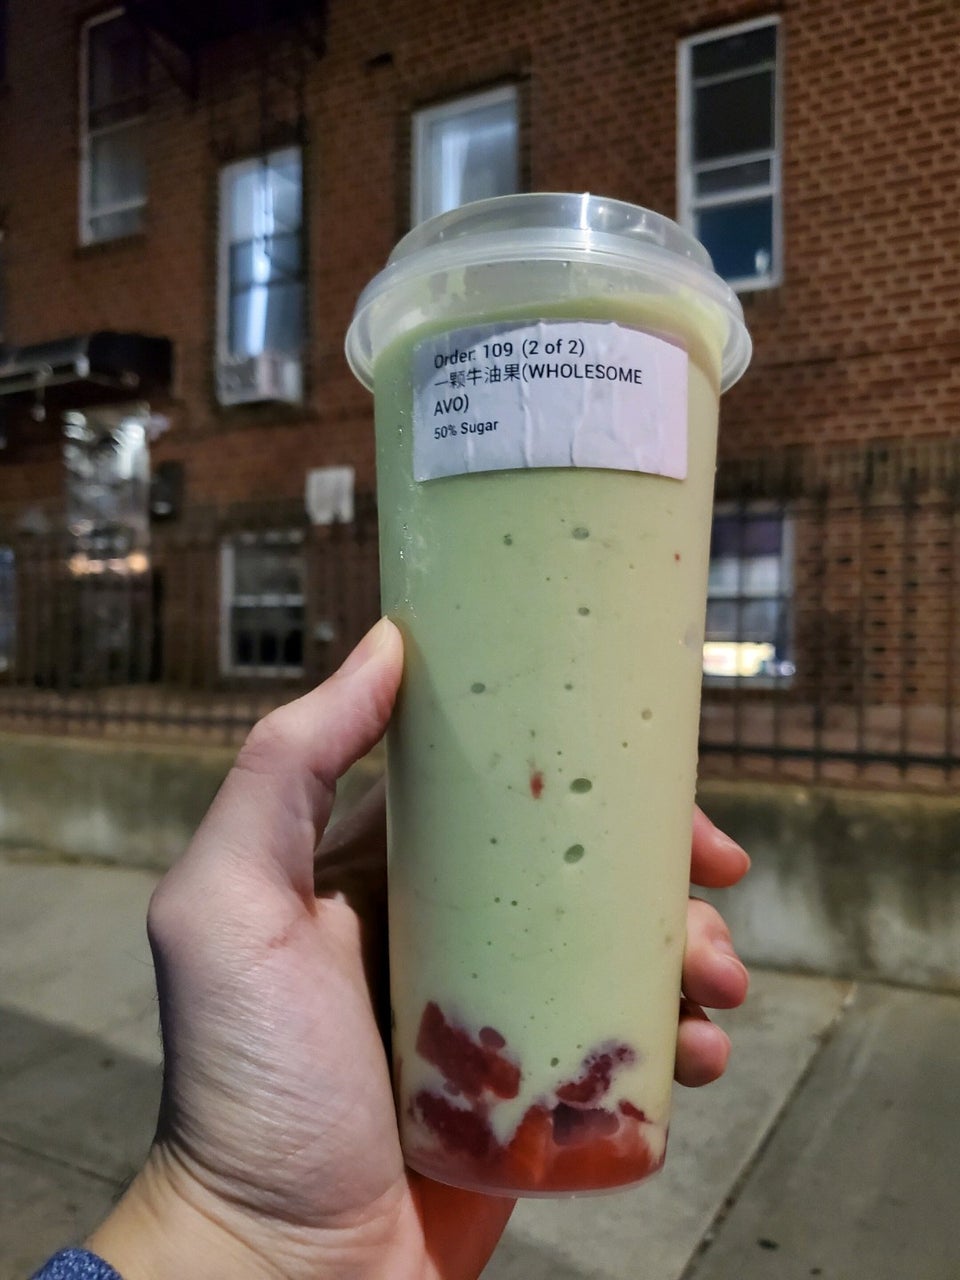 Order: 109 (2 of 2)
一颗牛油果(WHOLESOME
AVO)
50% Sugar